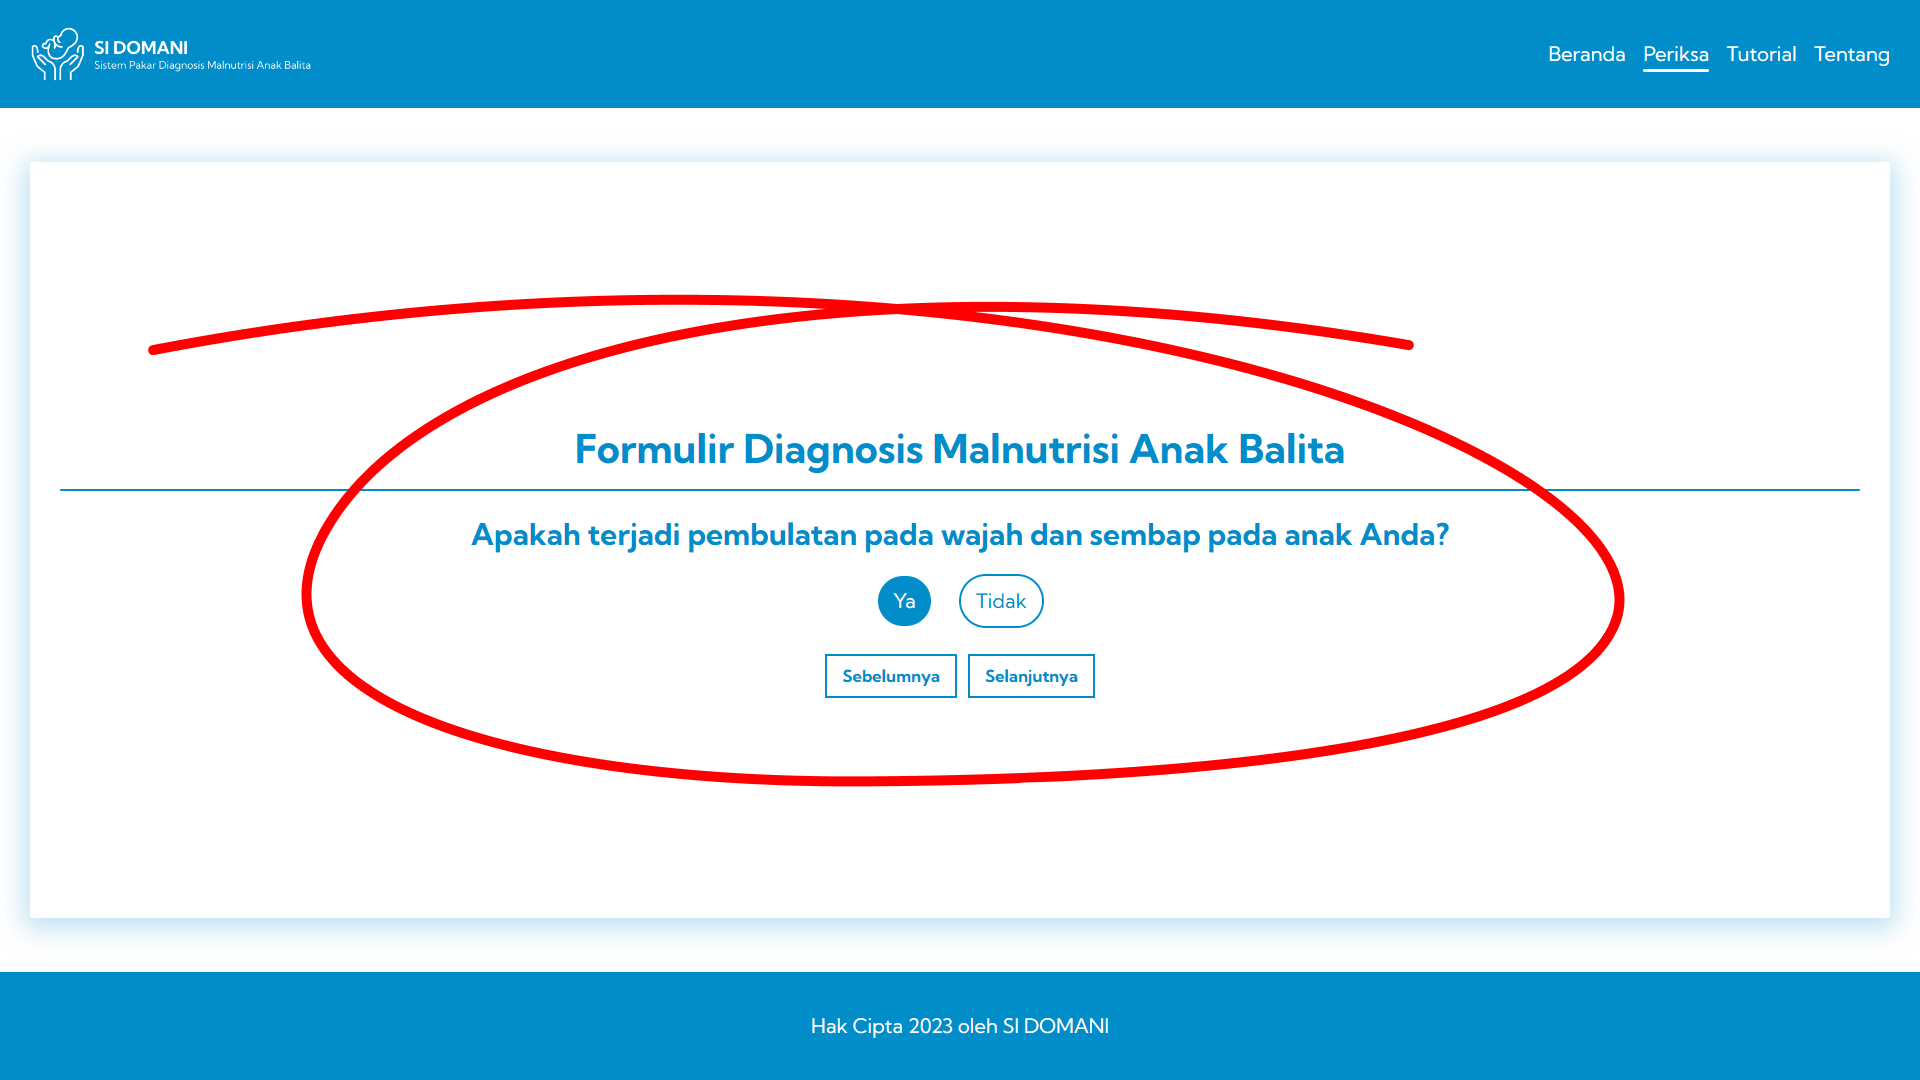 SI DOMANI
Sistem Pakar Diagnosis Malnutrisi Anak Balita
Beranda Periksa Tutorial Tentang
Formulir Diagnosis Malnutrisi Anak Balita
Apakah terjadi pembulatan pada wajah dan sembap pada anak Anda?
Ya Tidak
Sebelumnya Selanjutnya
Hak Cipta 2023 oleh SI DOMANI